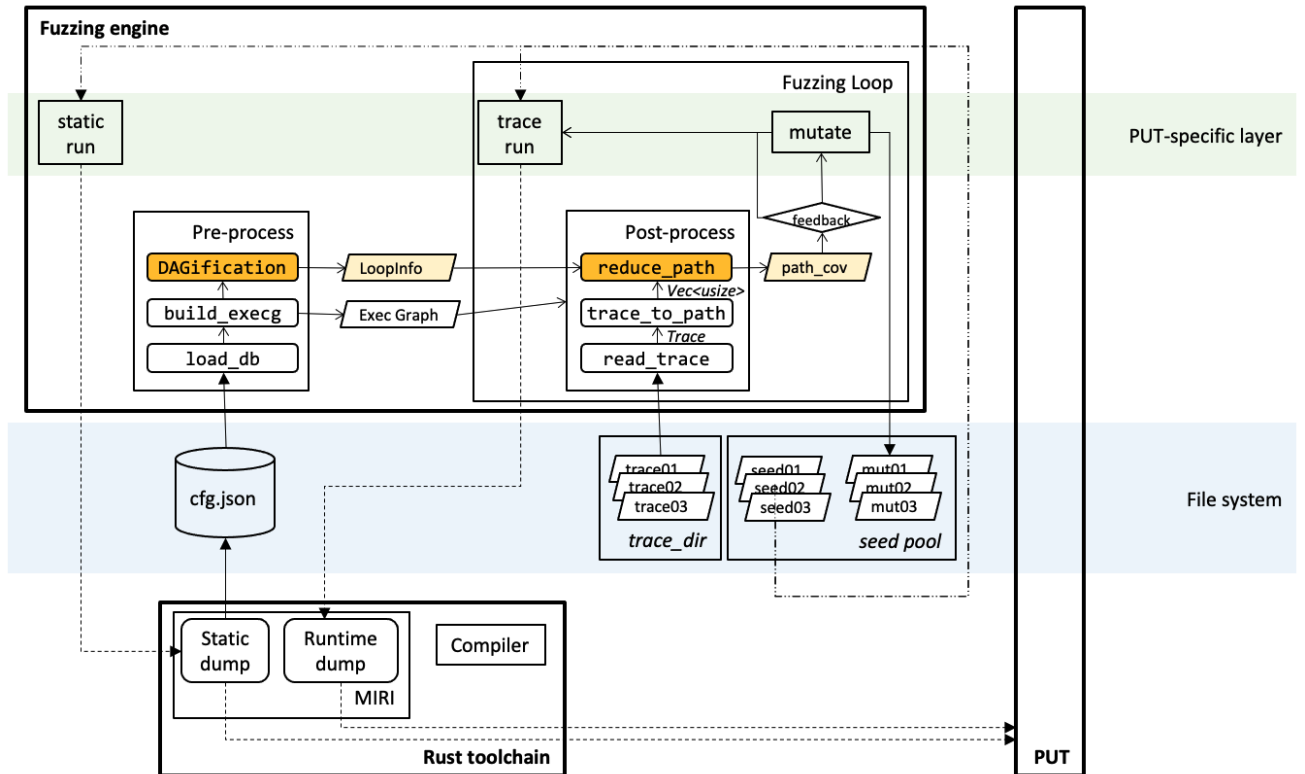 Fuzzing engine
Fuzzing Loop
static
run
trace
run
mutate
PUT-specific layer
feedback
Pre-process
DAGification
build_execg
load_db
LoopInfo
Exec Graph
Post-process
reduce_path
Vec<usize>
trace_to_path
Trace
read_trace
path_cov
cfg.json
trace01
trace02
trace03
trace_dir
seed01
seed02
seed03
mut01
mut02
mut03
seed pool
File system
Static
dump
Runtime
dump
MIRI
Compiler
Rust toolchain
PUT